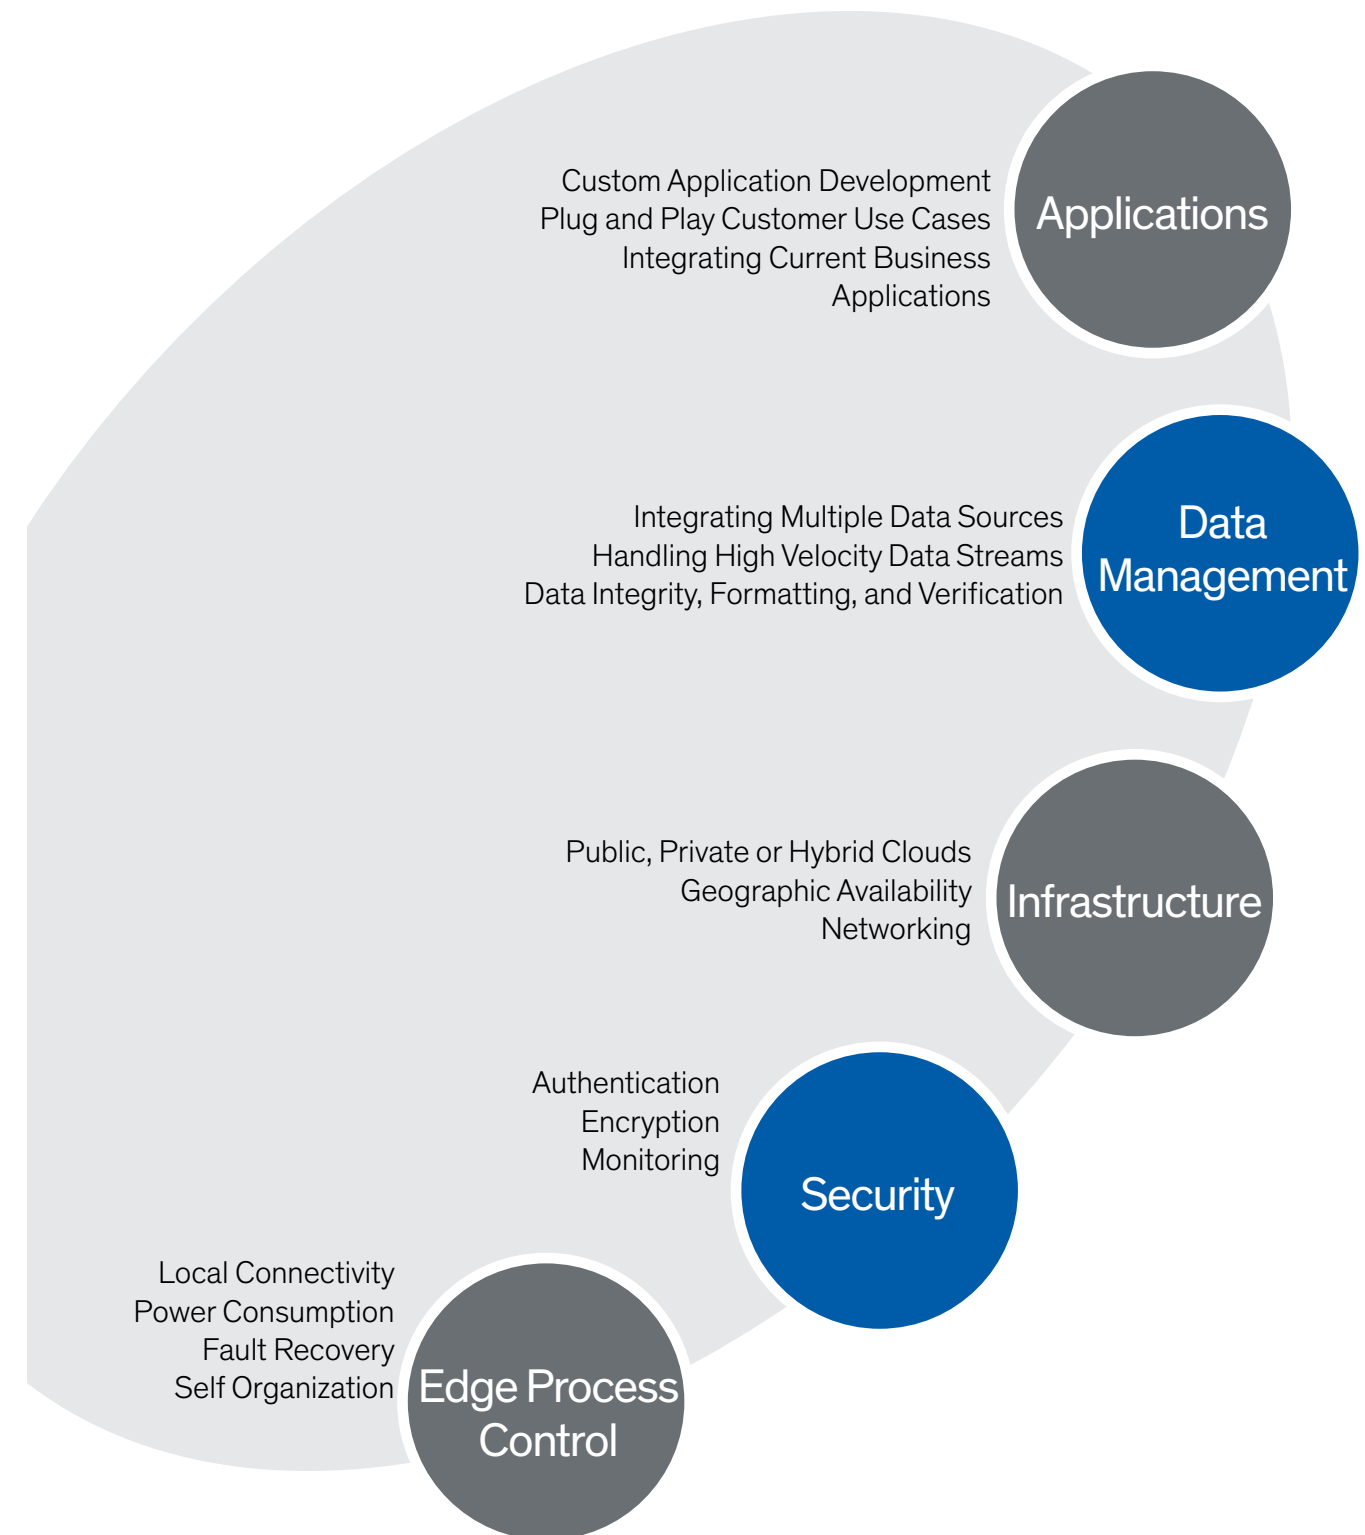 Custom Application Development
Plug and Play Customer Use Cases
Integrating Current Business
Applications
Applications
Integrating Multiple Data Sources
Handling High Velocity Data Streams
Data Integrity, Formatting, and Verification
Data
Management
Public, Private or Hybrid Clouds
Geographic Availability
Networking
Infrastructure
Authentication
Encryption
Monitoring
Security
Local Connectivity
Power Consumption
Fault Recovery
Self Organization
Edge Process
Control